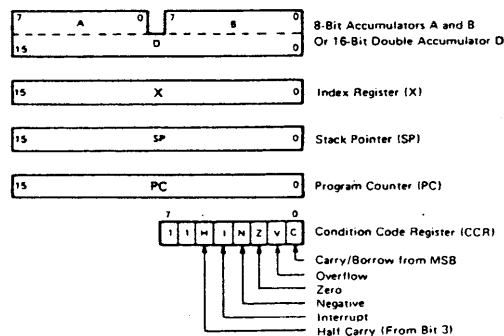 7 A 0 7 B 0
8-Bit Accumulators A and B
15 D 0
Or 16-Bit Double Accumulator D
15 X 0
Index Register (X)
15 SP 0
Stack Pointer (SP)
15 PC 0
Program Counter (PC)
7 0
1 1 H I N Z V C
Condition Code Register (CCR)
Carry/Borrow from MSB
Overflow
Zero
Negative
Interrupt
Half Carry (From Bit 3)